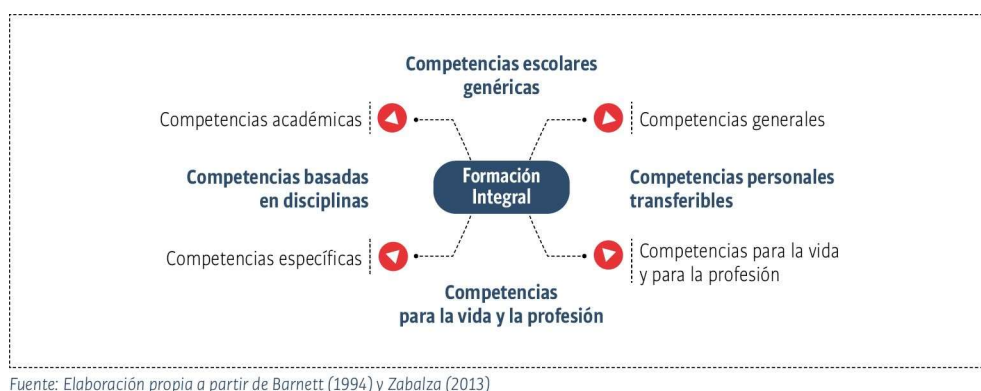 Competencias escolares
genéricas
Competencias académicas
Competencias generales
Competencias basadas
en disciplinas
Formación
Integral
Competencias personales
transferibles
Competencias específicas
Competencias para la vida
y para la profesión
Competencias
para la vida y la profesión
Fuente: Elaboración propia a partir de Barnett (1994) y Zabalza (2013)